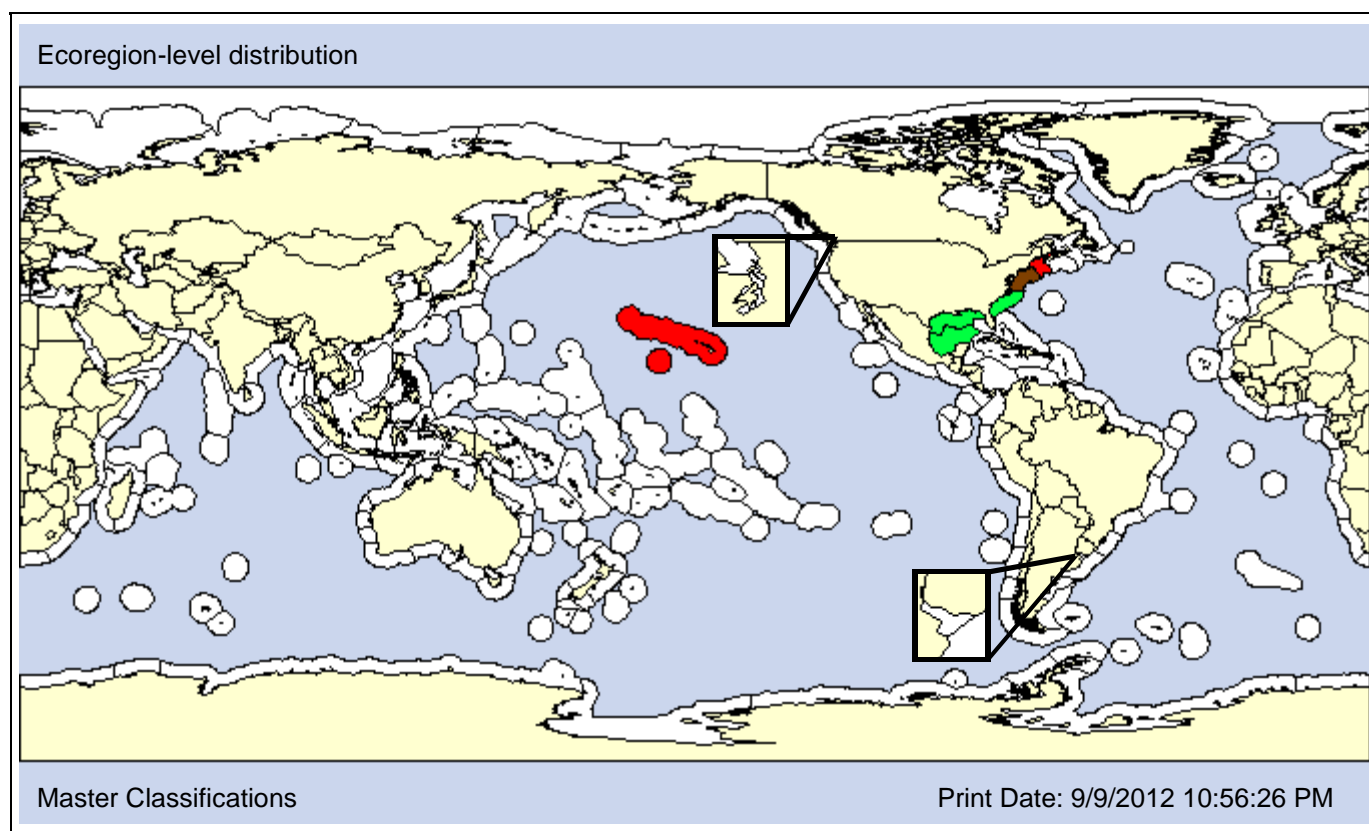 Ecoregion-level distribution
Master Classifications
Print Date: 9/9/2012 10:56:26 PM